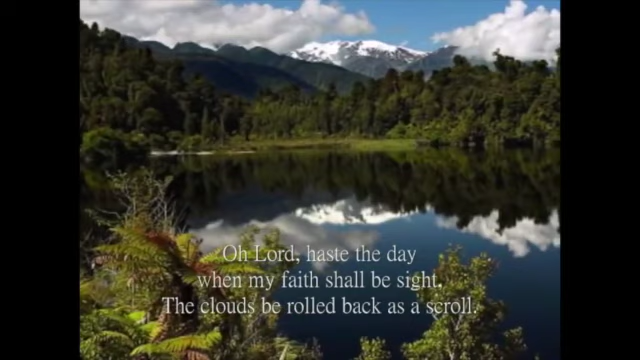 Oh Lord, haste the day
when my faith shall be sight,
The clouds be rolled back as a scroll.